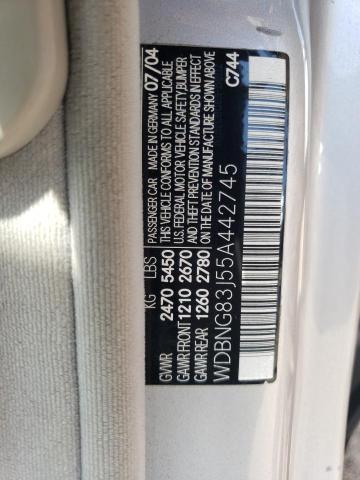 PASSENGER CAR MADE IN GERMANY 07/04
THIS VEHICLE CONFORMS TO ALL APPLICABLE
U.S. FEDERAL MOTOR VEHICLE SAFETY,BUMPER
AND THEFT PREVENTION STANDARDS IN EFFECT
ON THE DATE OF MANUFACTURE SHOWN ABOVE
KG LBS C744
GVWR 2470 5450
GAWR FRONT 1210 2670
GAWR REAR 1260 2780
WDBNG83J55A442745